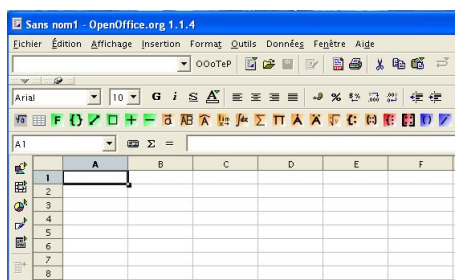 Sans nom1 - OpenOffice.org 1.1.4
Fichier Édition Affichage Insertion Format Outils Données Fenêtre Aide
OOoTeP
Arial 10 G i S A
A1 Σ =
A B C D E F
1
2
3
4
5
6
7
8